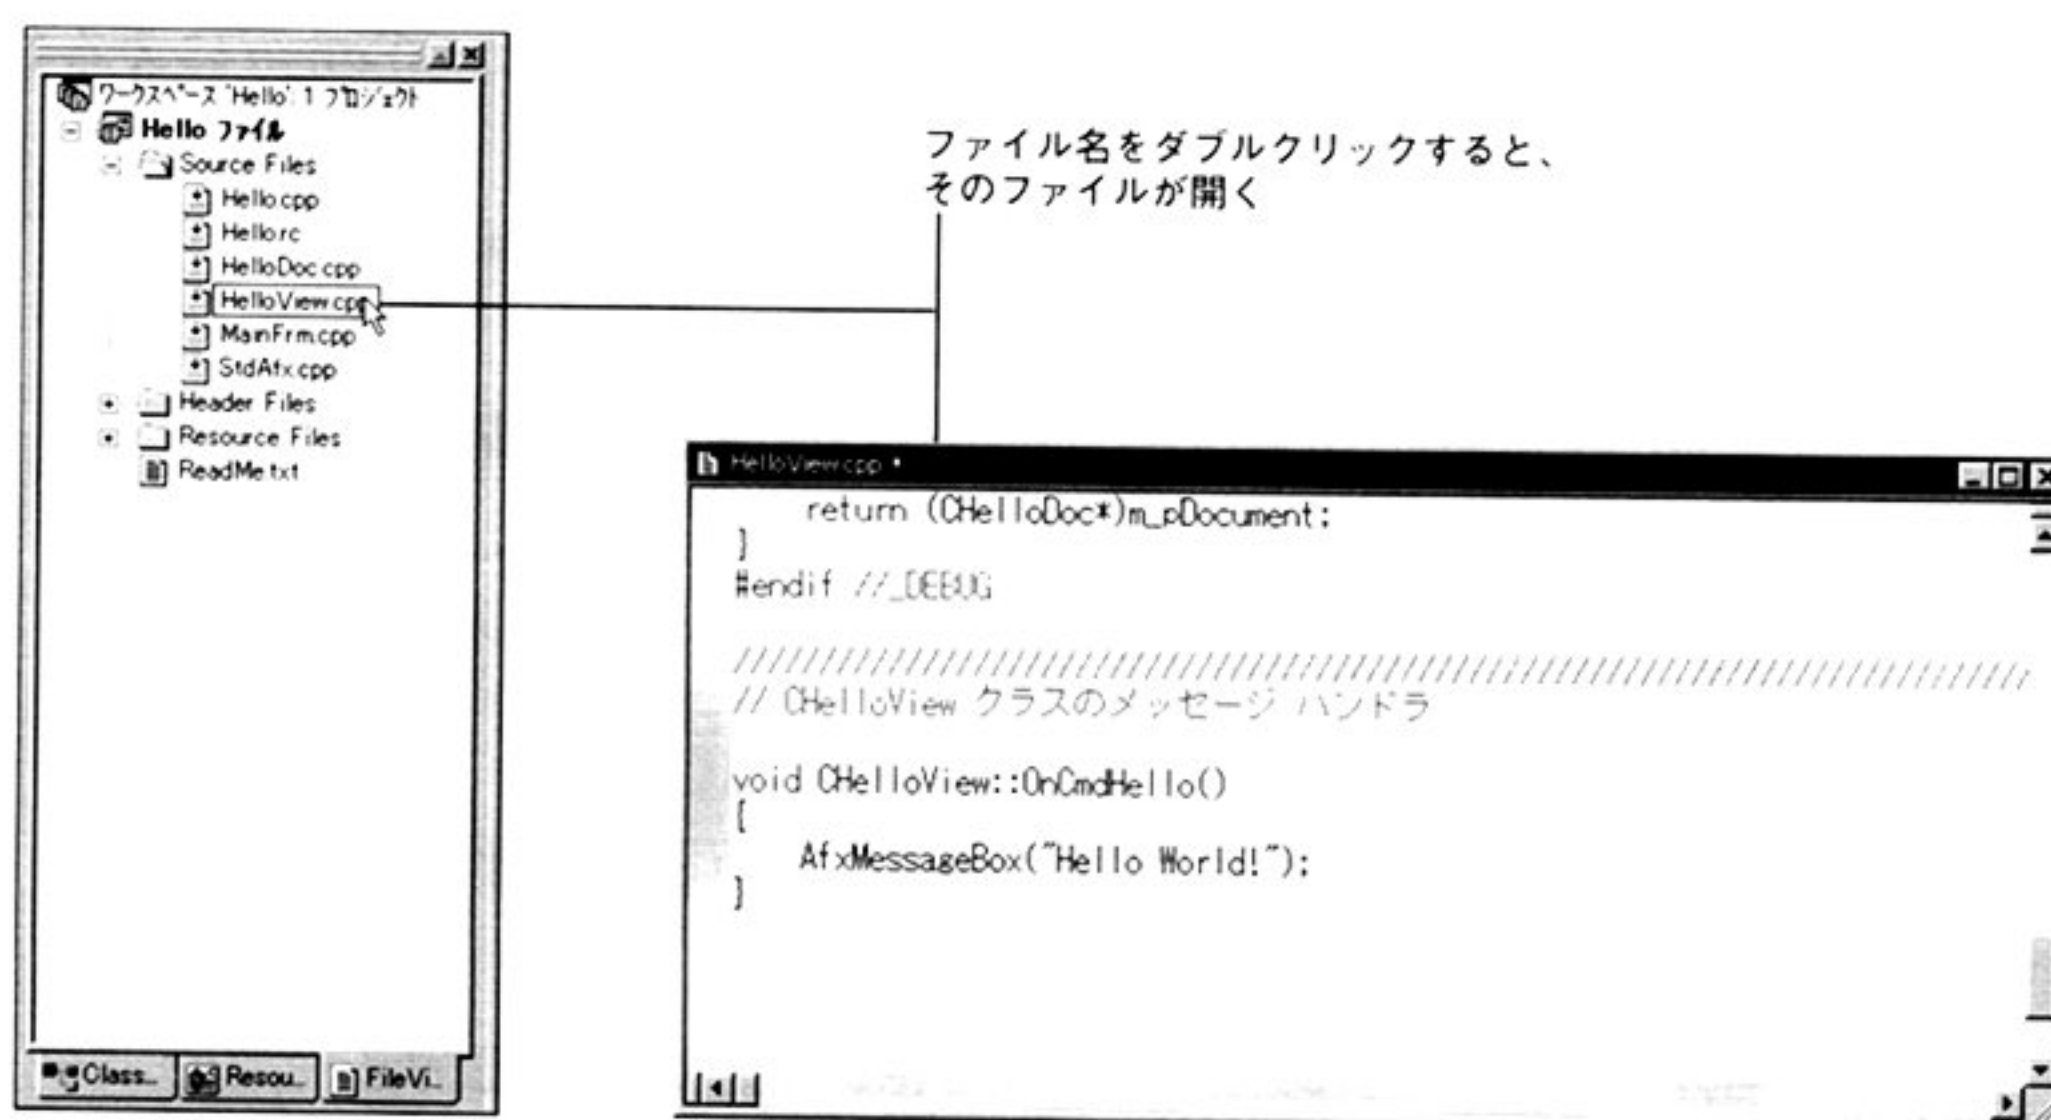 ワークスペース 'Hello': 1 プロジェクト
Hello ファイル
Source Files
Hello.cpp
Hello.rc
HelloDoc.cpp
HelloView.cpp
MainFrm.cpp
StdAfx.cpp
Header Files
Resource Files
ReadMe.txt
Class...
Resou...
FileVi...
ファイル名をダブルクリックすると、
そのファイルが開く
HelloView.cpp *
return (CHelloDoc*)m_pDocument;
}
#endif //_DEBUG
/////////////////////////////////////////////////////////////////////////////
// CHelloView クラスのメッセージ ハンドラ
void CHelloView::OnCmdHello()
{
AfxMessageBox("Hello World!");
}